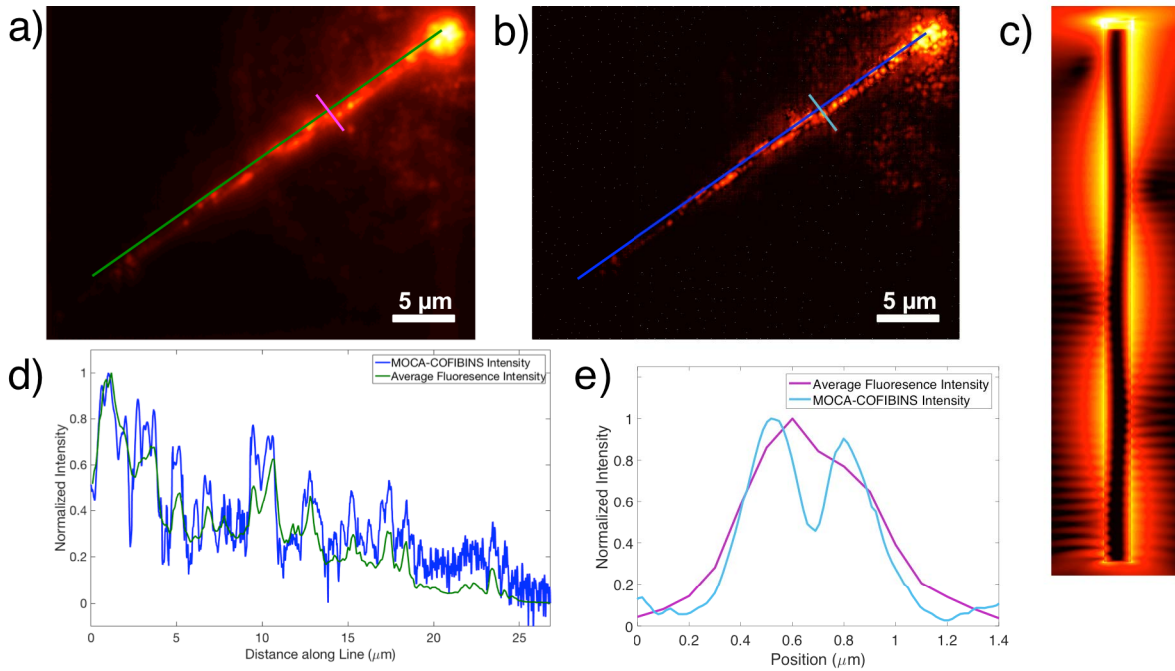 a)
b)
c)
5 µm
5 µm
d)
MOCA-COFIBINS Intensity
Average Fluoresence Intensity
Normalized Intensity
1
0.8
0.6
0.4
0.2
0
0
5
10
15
20
25
Distance along Line (µm)
e)
Average Fluoresence Intensity
MOCA-COFIBINS Intensity
Normalized Intensity
1
0.8
0.6
0.4
0.2
0
0
0.2
0.4
0.6
0.8
1
1.2
1.4
Position (µm)